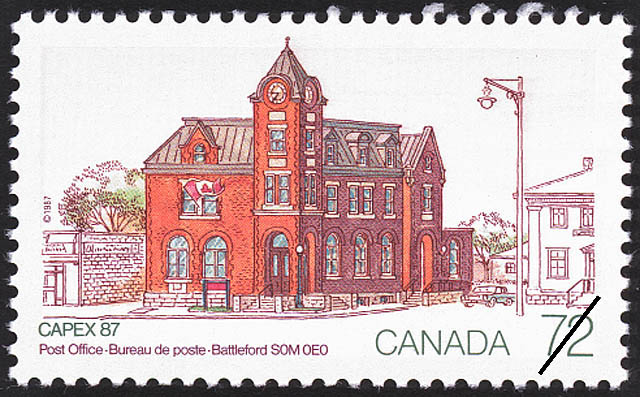 © 1987
CAPEX 87
Post Office · Bureau de poste · Battleford S0M 0E0
CANADA 72